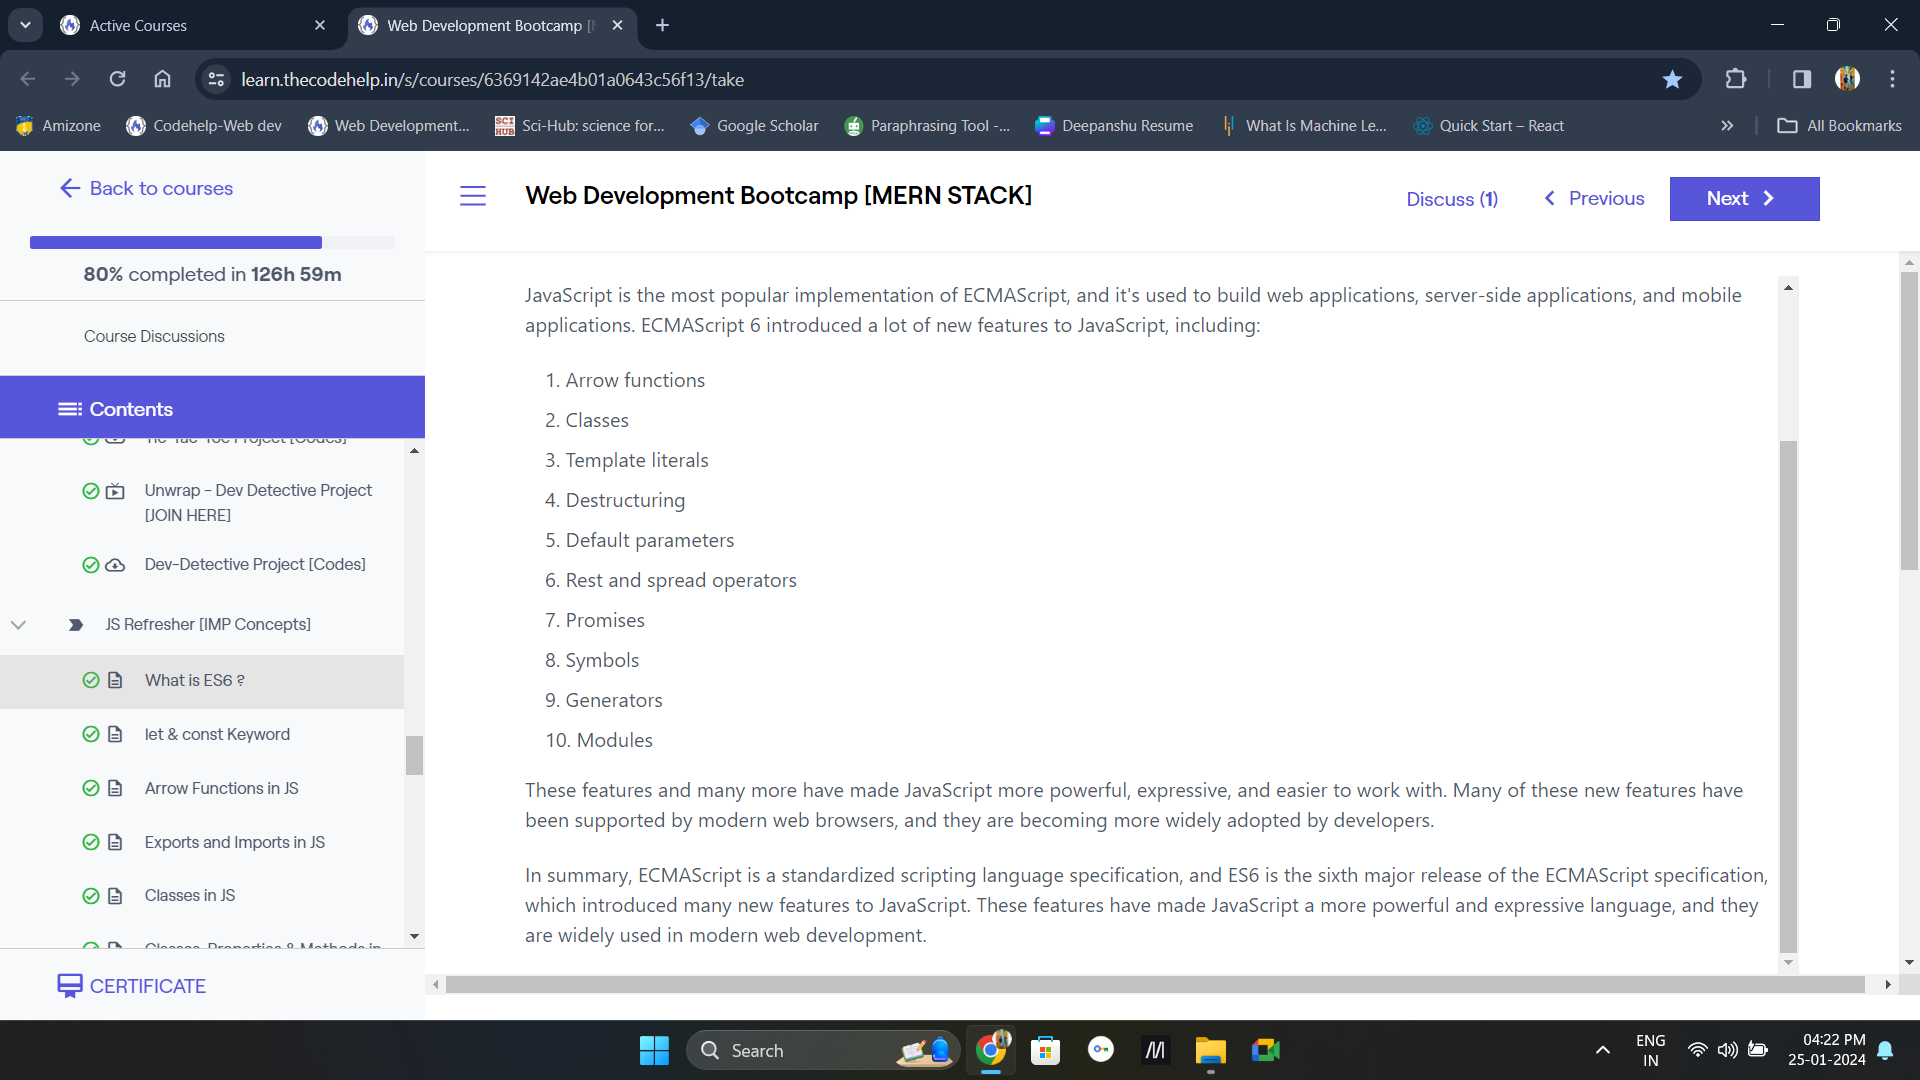 Active Courses
Web Development Bootcamp [
learn.thecodehelp.in/s/courses/6369142ae4b01a0643c56f13/take
Amizone
Codehelp-Web dev
Web Development...
Sci-Hub: science for...
Google Scholar
Paraphrasing Tool -...
Deepanshu Resume
What Is Machine Le...
Quick Start – React
All Bookmarks
Back to courses
80% completed in 126h 59m
Course Discussions
Contents
Tic-Tac-Toe Project [Codes]
Unwrap - Dev Detective Project
[JOIN HERE]
Dev-Detective Project [Codes]
JS Refresher [IMP Concepts]
What is ES6 ?
let & const Keyword
Arrow Functions in JS
Exports and Imports in JS
Classes in JS
Classes, Properties & Methods in
CERTIFICATE
Web Development Bootcamp [MERN STACK]
Discuss (1)
Previous
Next
JavaScript is the most popular implementation of ECMAScript, and it's used to build web applications, server-side applications, and mobile
applications. ECMAScript 6 introduced a lot of new features to JavaScript, including:
1. Arrow functions
2. Classes
3. Template literals
4. Destructuring
5. Default parameters
6. Rest and spread operators
7. Promises
8. Symbols
9. Generators
10. Modules
These features and many more have made JavaScript more powerful, expressive, and easier to work with. Many of these new features have
been supported by modern web browsers, and they are becoming more widely adopted by developers.
In summary, ECMAScript is a standardized scripting language specification, and ES6 is the sixth major release of the ECMAScript specification,
which introduced many new features to JavaScript. These features have made JavaScript a more powerful and expressive language, and they
are widely used in modern web development.
Search
ENG
IN
04:22 PM
25-01-2024